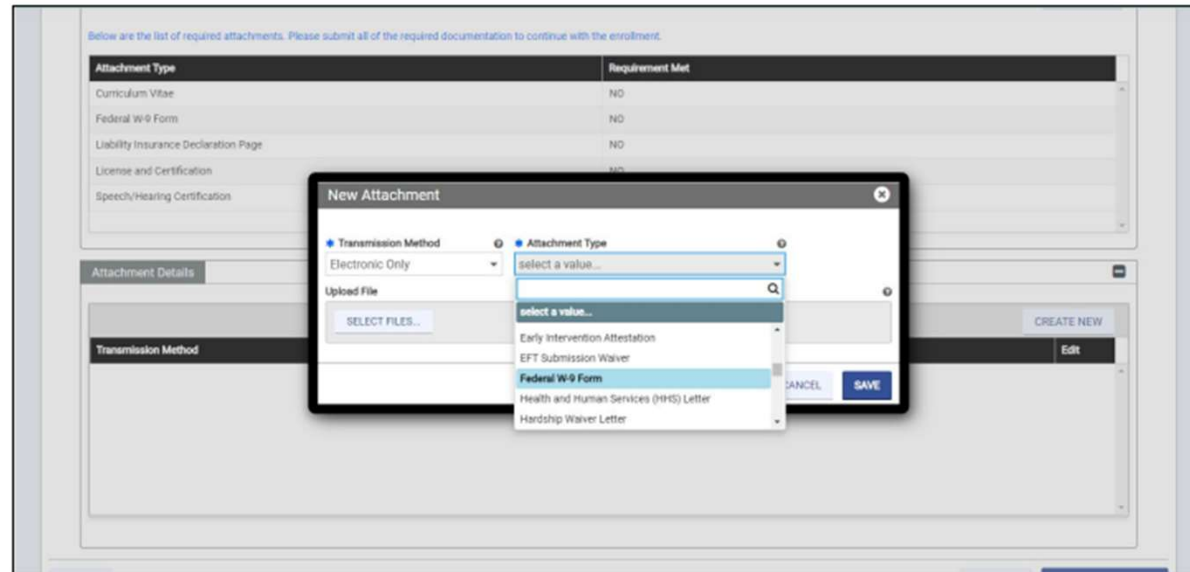 Below are the list of required attachments. Please submit all of the required documentation to continue with the enrollment.
Attachment Type Requirement Met
Curriculum Vitae NO
Federal W-9 Form NO
Liability Insurance Declaration Page NO
License and Certification NO
Speech/Hearing Certification
New Attachment
Transmission Method Attachment Type
Electronic Only select a value...
Upload File
SELECT FILES...
select a value...
Early Intervention Attestation
EFT Submission Waiver
Federal W-9 Form
Health and Human Services (HHS) Letter
Hardship Waiver Letter
SAVE
Attachment Details
CREATE NEW
Transmission Method Edit